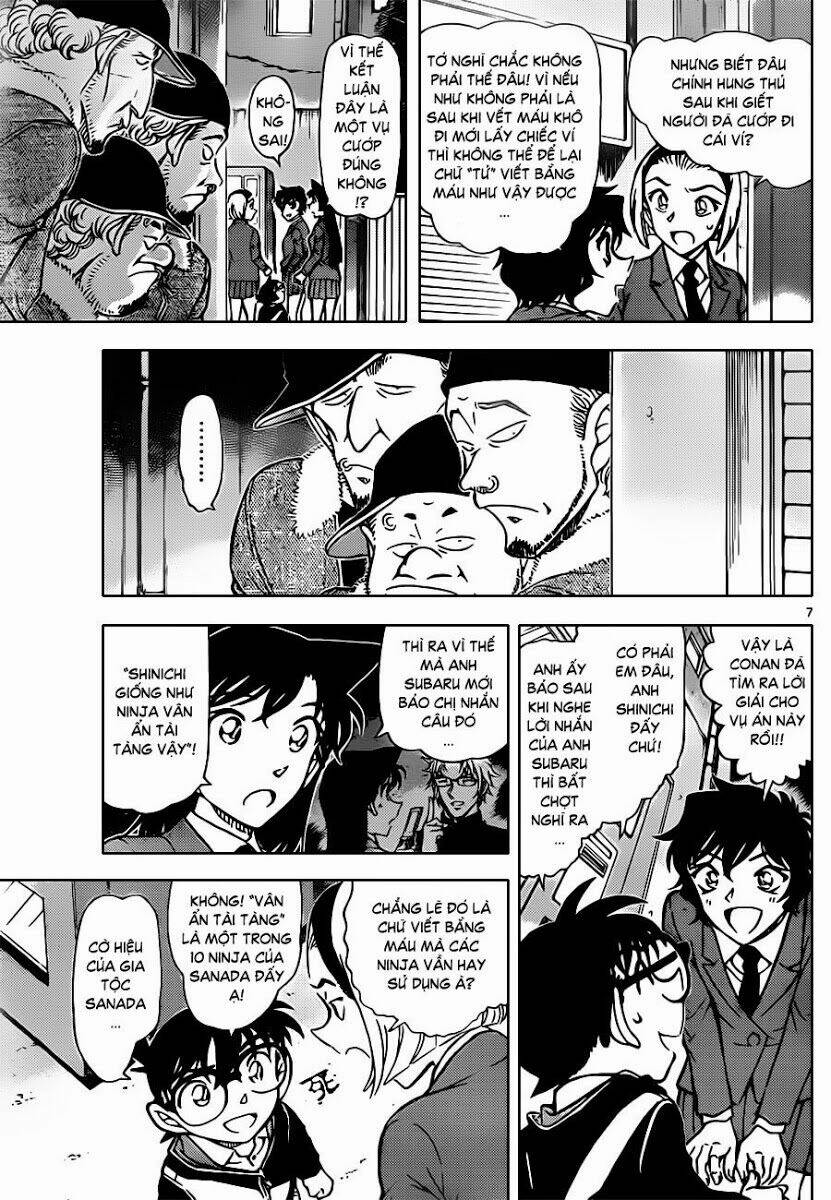 NHƯNG BIẾT ĐÂU
CHÍNH HUNG THỦ
SAU KHI GIẾT
NGƯỜI ĐÃ CƯỚP ĐI
CÁI VÍ?
TỚ NGHĨ CHẮC KHÔNG
PHẢI THẾ ĐÂU! VÌ NẾU
NHƯ KHÔNG PHẢI LÀ
SAU KHI VẾT MÁU KHÔ
ĐI MỚI LẤY CHIẾC VÍ
THÌ KHÔNG THỂ ĐỂ LẠI
CHỮ "TỬ" VIẾT BẰNG
MÁU NHƯ VẬY ĐƯỢC
...
VÌ THẾ
KẾT
LUẬN
ĐÂY LÀ
MỘT VỤ
CƯỚP
ĐÚNG
KHÔNG
!?
KHÔ-
NG
SAI!
......
7
VẬY LÀ
CONAN ĐÃ
TÌM RA LỜI
GIẢI CHO
VỤ ÁN NÀY
RỒI!!
CÓ PHẢI
EM ĐÂU,
ANH
SHINICHI
ĐẤY
CHỨ!
ANH ẤY
BẢO SAU
KHI NGHE
LỜI NHẮN
CỦA ANH
SUBARU
THÌ BẤT
CHỢT
NGHĨ RA
...
THÌ RA VÌ THẾ
MÀ ANH
SUBARU MỚI
BẢO CHỊ NHẮN
CÂU ĐÓ
...
"SHINICHI
GIỐNG NHƯ
NINJA VÂN
ẨN TÀI
TÀNG VẬY"!
CHẲNG LẼ ĐÓ LÀ
CHỮ VIẾT BẰNG
MÁU MÀ CÁC
NINJA VẪN HAY
SỬ DỤNG À?
KHÔNG! "VÂN
ẨN TÀI TÀNG"
LÀ MỘT TRONG
10 NINJA CỦA
SANADA ĐẤY
Ạ!
CỜ HIỆU
CỦA GIA
TỘC
SANADA
...
死